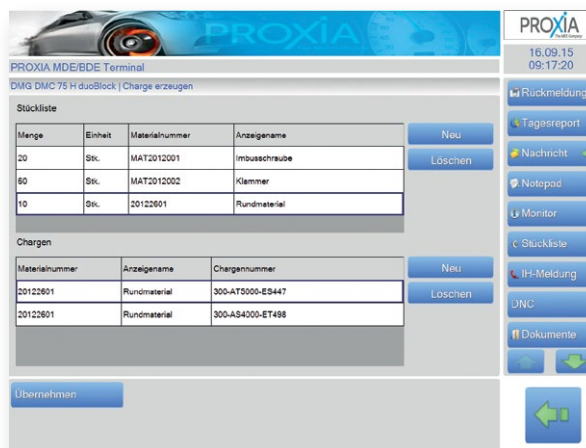 PROXIA
PROXIA
The MES Company
16.09.15
09:17:20
PROXIA MDE/BDE Terminal
DMG DMC 75 H duoBlock | Charge erzeugen
Stückliste
Menge Einheit Materialnummer Anzeigename
20 Stk. MAT2012001 Imbusschraube
60 Stk. MAT2012002 Klammer
10 Stk. 20122601 Rundmaterial
Neu
Löschen
Chargen
Materialnummer Anzeigename Chargennummer
20122601 Rundmaterial 300-AT5000-ES447
20122601 Rundmaterial 300-AS4000-ET498
Neu
Löschen
Übernehmen
Rückmeldung
Tagesreport
Nachricht
Notepad
Monitor
Stückliste
IH-Meldung
DNC
Dokumente